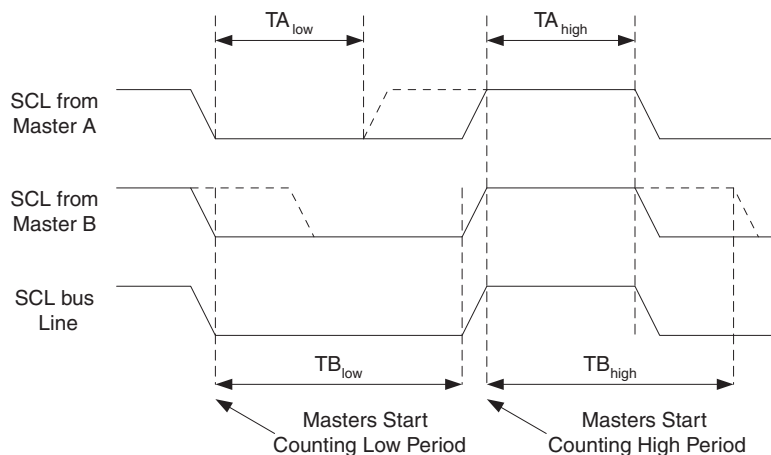 TA low
TA high
SCL from
Master A
SCL from
Master B
SCL bus
Line
TB low
TB high
Masters Start
Counting Low Period
Masters Start
Counting High Period